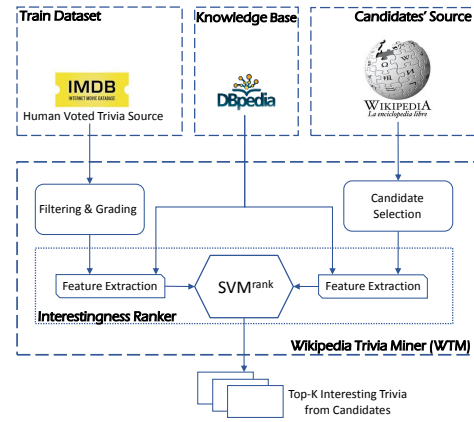 Train Dataset
IMDB
INTERNET MOVIE DATABASE
Human Voted Trivia Source
Knowledge Base
DBpedia
Candidates' Source
WIKIPEDIA
La enciclopedia libre
Filtering & Grading
Candidate
Selection
Feature Extraction
SVMrank
Feature Extraction
Interestingness Ranker
Wikipedia Trivia Miner (WTM)
Top-K Interesting Trivia
from Candidates